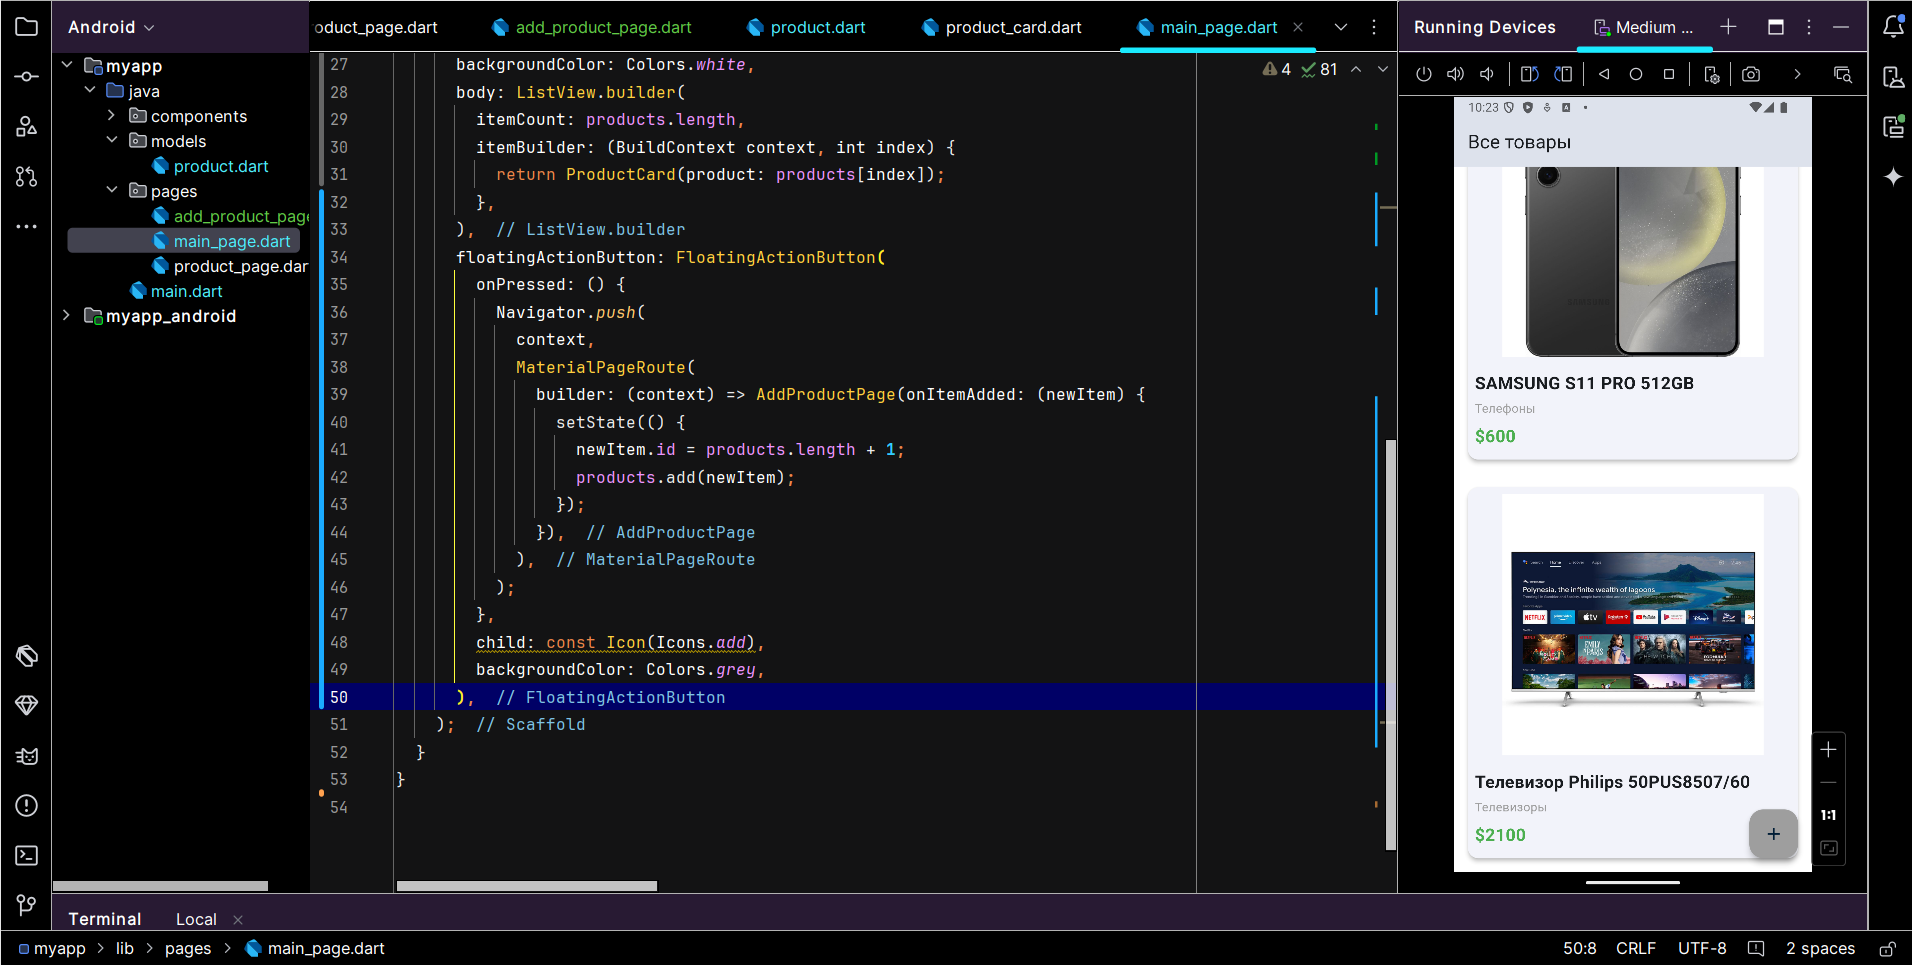 Android
oduct_page.dart
add_product_page.dart
product.dart
product_card.dart
main_page.dart
Running Devices
Medium ...
myapp
java
components
models
product.dart
pages
add_product_page
main_page.dart
product_page.dar
main.dart
myapp_android
4 81
27 backgroundColor: Colors.white,
28 body: ListView.builder(
29 itemCount: products.length,
30 itemBuilder: (BuildContext context, int index) {
31 return ProductCard(product: products[index]);
32 },
33 ), // ListView.builder
34 floatingActionButton: FloatingActionButton(
35 onPressed: () {
36 Navigator.push(
37 context,
38 MaterialPageRoute(
39 builder: (context) => AddProductPage(onItemAdded: (newItem) {
40 setState(() {
41 newItem.id = products.length + 1;
42 products.add(newItem);
43 });
44 }), // AddProductPage
45 ), // MaterialPageRoute
46 );
47 },
48 child: const Icon(Icons.add),
49 backgroundColor: Colors.grey,
50 ), // FloatingActionButton
51 ); // Scaffold
52 }
53 }
54
10:23
Все товары
SAMSUNG
SAMSUNG S11 PRO 512GB
Телефоны
$600
Home
Polynesia, the infinite wealth of lagoons
NETFLIX
YouTube
EMILY
PARIS
Телевизор Philips 50PUS8507/60
Телевизоры
$2100
+
1:1
Terminal
Local
myapp > lib > pages > main_page.dart
50:8 CRLF UTF-8 2 spaces